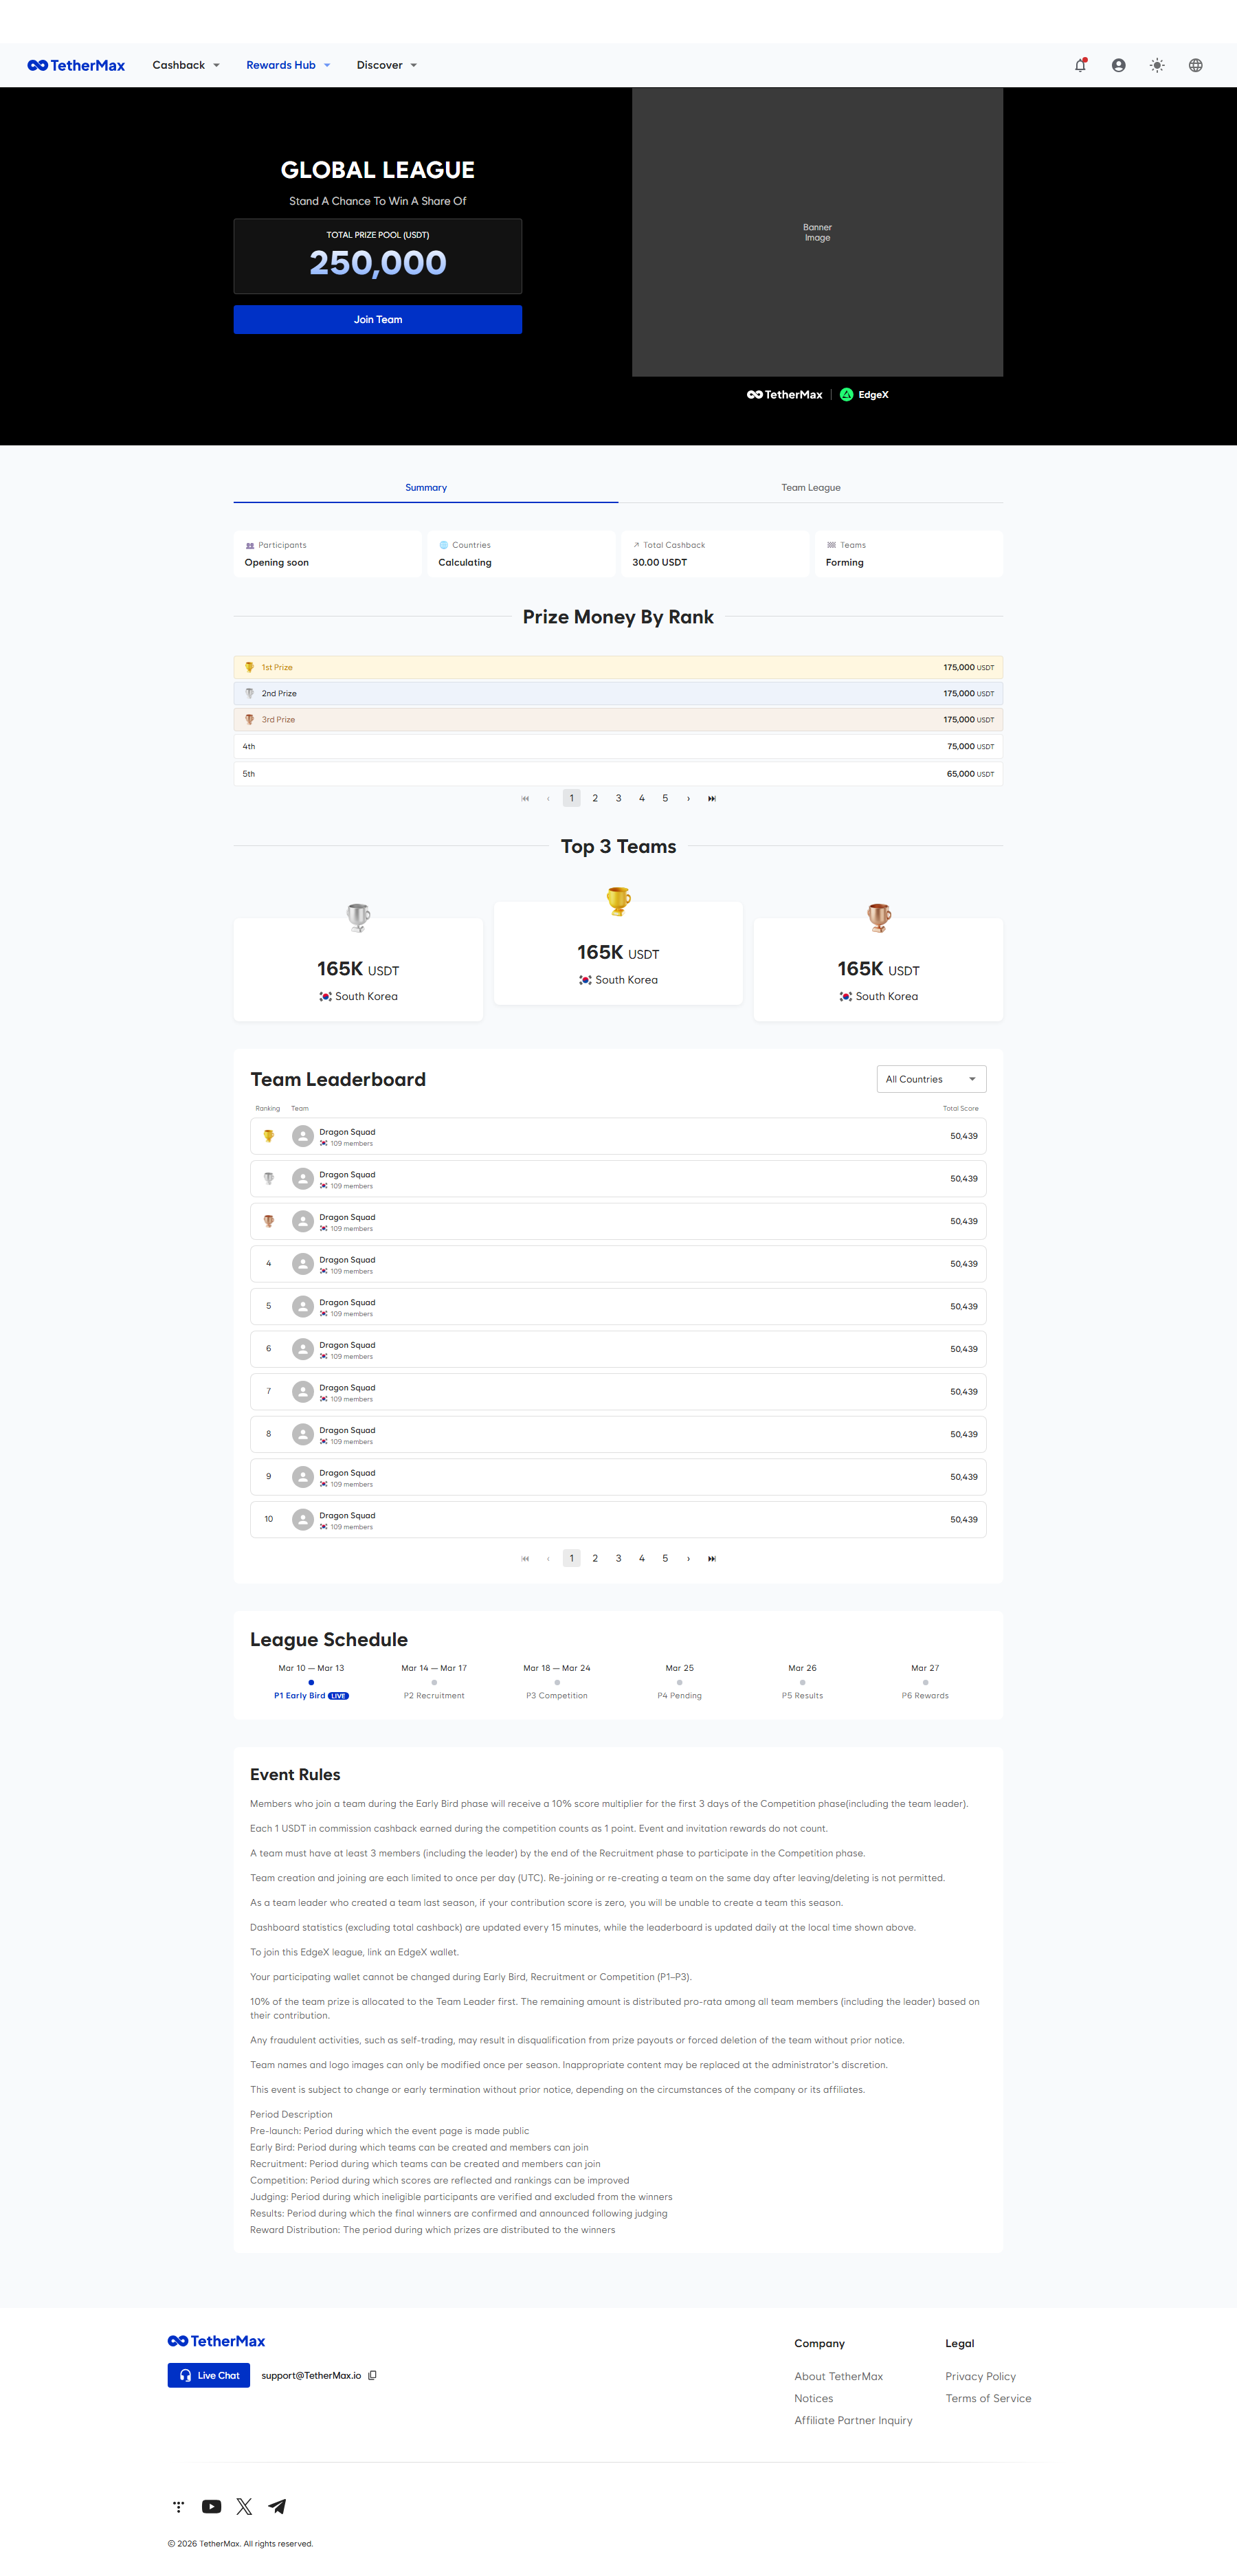 TetherMax
Cashback
Rewards Hub
Discover
GLOBAL LEAGUE
Stand A Chance To Win A Share Of
TOTAL PRIZE POOL (USDT)
250,000
Join Team
Banner
Image
TetherMax | EdgeX
Summary
Team League
Participants
Opening soon
Countries
Calculating
Total Cashback
30.00 USDT
Teams
Forming
Prize Money By Rank
1st Prize 175,000 USDT
2nd Prize 175,000 USDT
3rd Prize 175,000 USDT
4th 75,000 USDT
5th 65,000 USDT
1 2 3 4 5
Top 3 Teams
165K USDT
South Korea
165K USDT
South Korea
165K USDT
South Korea
Team Leaderboard
All Countries
Ranking Team Total Score
Dragon Squad
109 members
50,439
Dragon Squad
109 members
50,439
Dragon Squad
109 members
50,439
4
Dragon Squad
109 members
50,439
5
Dragon Squad
109 members
50,439
6
Dragon Squad
109 members
50,439
7
Dragon Squad
109 members
50,439
8
Dragon Squad
109 members
50,439
9
Dragon Squad
109 members
50,439
10
Dragon Squad
109 members
50,439
1 2 3 4 5
League Schedule
Mar 10 — Mar 13
P1 Early Bird LIVE
Mar 14 — Mar 17
P2 Recruitment
Mar 18 — Mar 24
P3 Competition
Mar 25
P4 Pending
Mar 26
P5 Results
Mar 27
P6 Rewards
Event Rules
Members who join a team during the Early Bird phase will receive a 10% score multiplier for the first 3 days of the Competition phase(including the team leader).
Each 1 USDT in commission cashback earned during the competition counts as 1 point. Event and invitation rewards do not count.
A team must have at least 3 members (including the leader) by the end of the Recruitment phase to participate in the Competition phase.
Team creation and joining are each limited to once per day (UTC). Re-joining or re-creating a team on the same day after leaving/deleting is not permitted.
As a team leader who created a team last season, if your contribution score is zero, you will be unable to create a team this season.
Dashboard statistics (excluding total cashback) are updated every 15 minutes, while the leaderboard is updated daily at the local time shown above.
To join this EdgeX league, link an EdgeX wallet.
Your participating wallet cannot be changed during Early Bird, Recruitment or Competition (P1–P3).
10% of the team prize is allocated to the Team Leader first. The remaining amount is distributed pro-rata among all team members (including the leader) based on
their contribution.
Any fraudulent activities, such as self-trading, may result in disqualification from prize payouts or forced deletion of the team without prior notice.
Team names and logo images can only be modified once per season. Inappropriate content may be replaced at the administrator's discretion.
This event is subject to change or early termination without prior notice, depending on the circumstances of the company or its affiliates.
Period Description
Pre-launch: Period during which the event page is made public
Early Bird: Period during which teams can be created and members can join
Recruitment: Period during which teams can be created and members can join
Competition: Period during which scores are reflected and rankings can be improved
Judging: Period during which ineligible participants are verified and excluded from the winners
Results: Period during which the final winners are confirmed and announced following judging
Reward Distribution: The period during which prizes are distributed to the winners
TetherMax
Live Chat
support@TetherMax.io
Company
About TetherMax
Notices
Affiliate Partner Inquiry
Legal
Privacy Policy
Terms of Service
© 2026 TetherMax. All rights reserved.